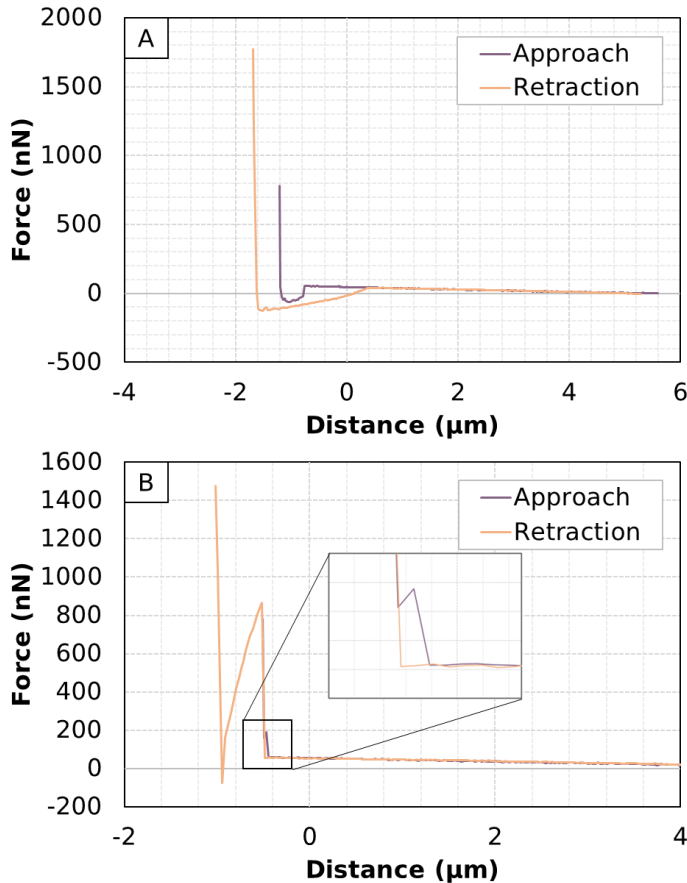 A
Approach
Retraction
Force (nN)
2000
1500
1000
500
0
-500
-4
-2
0
2
4
6
Distance (μm)
B
Approach
Retraction
Force (nN)
1600
1400
1200
1000
800
600
400
200
0
-200
-2
0
2
4
Distance (μm)